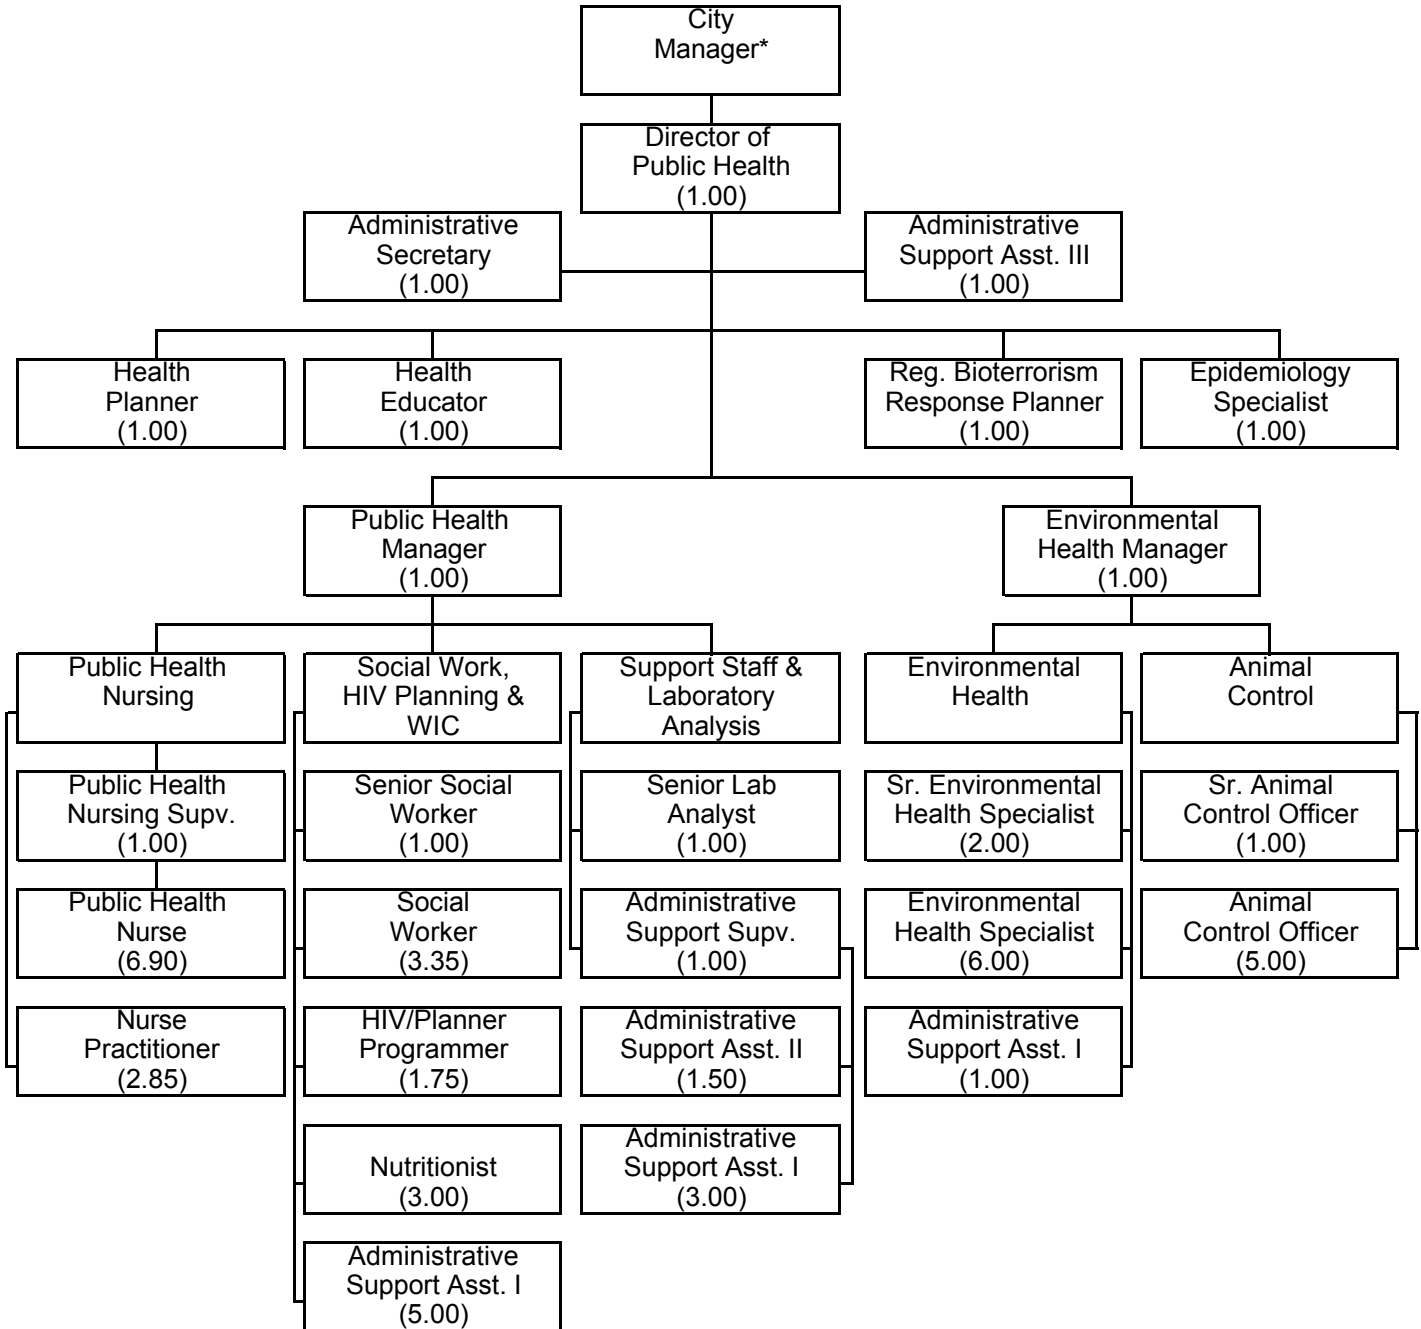 City
Manager*
Director of
Public Health
(1.00)
Administrative
Secretary
(1.00)
Administrative
Support Asst. III
(1.00)
Health
Planner
(1.00)
Health
Educator
(1.00)
Reg. Bioterrorism
Response Planner
(1.00)
Epidemiology
Specialist
(1.00)
Public Health
Manager
(1.00)
Environmental
Health Manager
(1.00)
Public Health
Nursing
Social Work,
HIV Planning &
WIC
Support Staff &
Laboratory
Analysis
Environmental
Health
Animal
Control
Public Health
Nursing Supv.
(1.00)
Senior Social
Worker
(1.00)
Senior Lab
Analyst
(1.00)
Sr. Environmental
Health Specialist
(2.00)
Sr. Animal
Control Officer
(1.00)
Public Health
Nurse
(6.90)
Social
Worker
(3.35)
Administrative
Support Supv.
(1.00)
Environmental
Health Specialist
(6.00)
Animal
Control Officer
(5.00)
Nurse
Practitioner
(2.85)
HIV/Planner
Programmer
(1.75)
Administrative
Support Asst. II
(1.50)
Administrative
Support Asst. I
(1.00)
Nutritionist
(3.00)
Administrative
Support Asst. I
(3.00)
Administrative
Support Asst. I
(5.00)